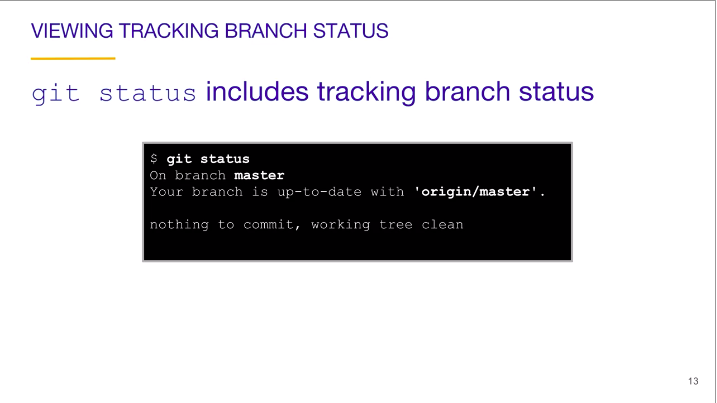 VIEWING TRACKING BRANCH STATUS
git status includes tracking branch status
$ git status
On branch master
Your branch is up-to-date with 'origin/master'.
nothing to commit, working tree clean
13